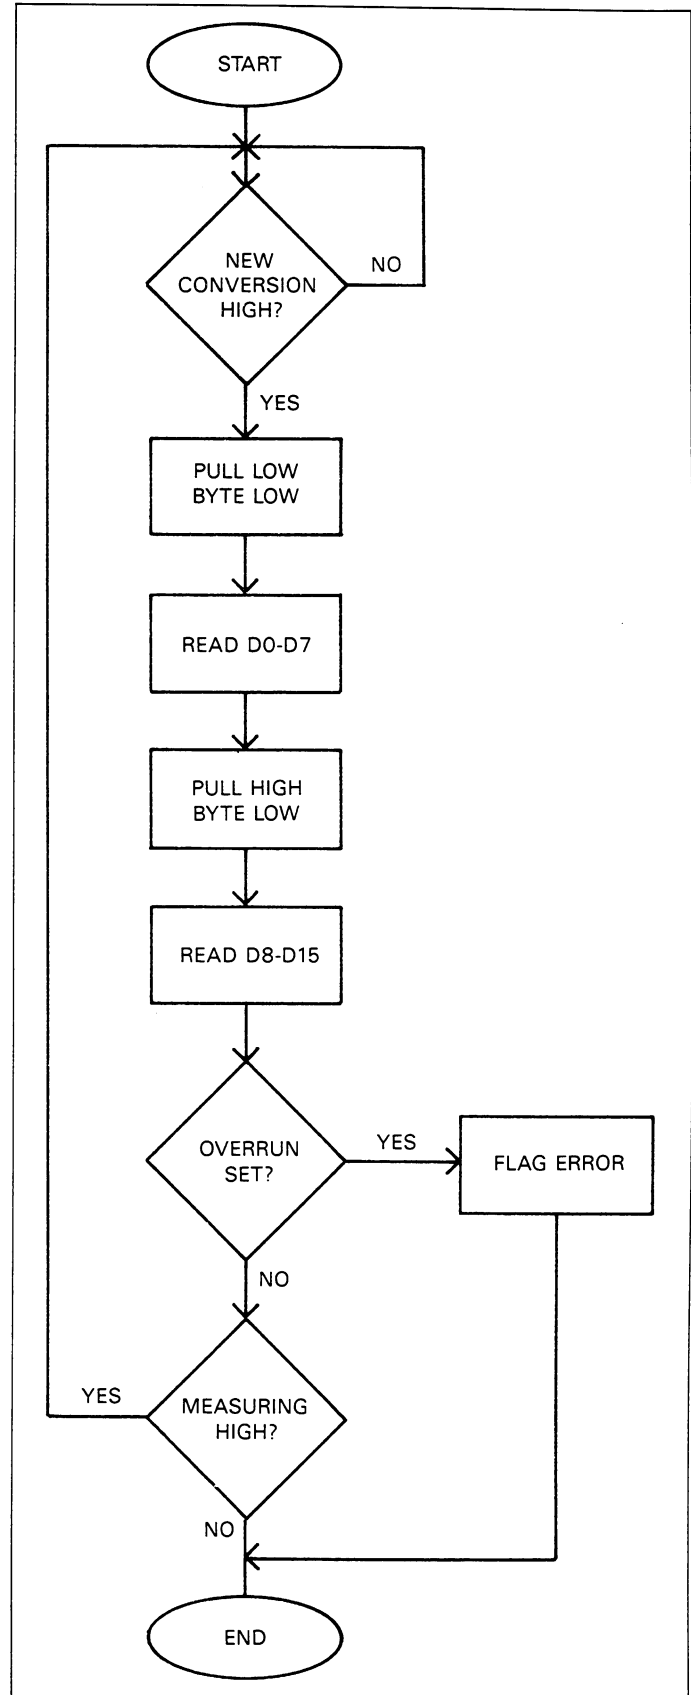 START
NEW
CONVERSION
HIGH?
NO
YES
PULL LOW
BYTE LOW
READ D0-D7
PULL HIGH
BYTE LOW
READ D8-D15
OVERRUN
SET?
YES
FLAG ERROR
NO
MEASURING
HIGH?
YES
NO
END